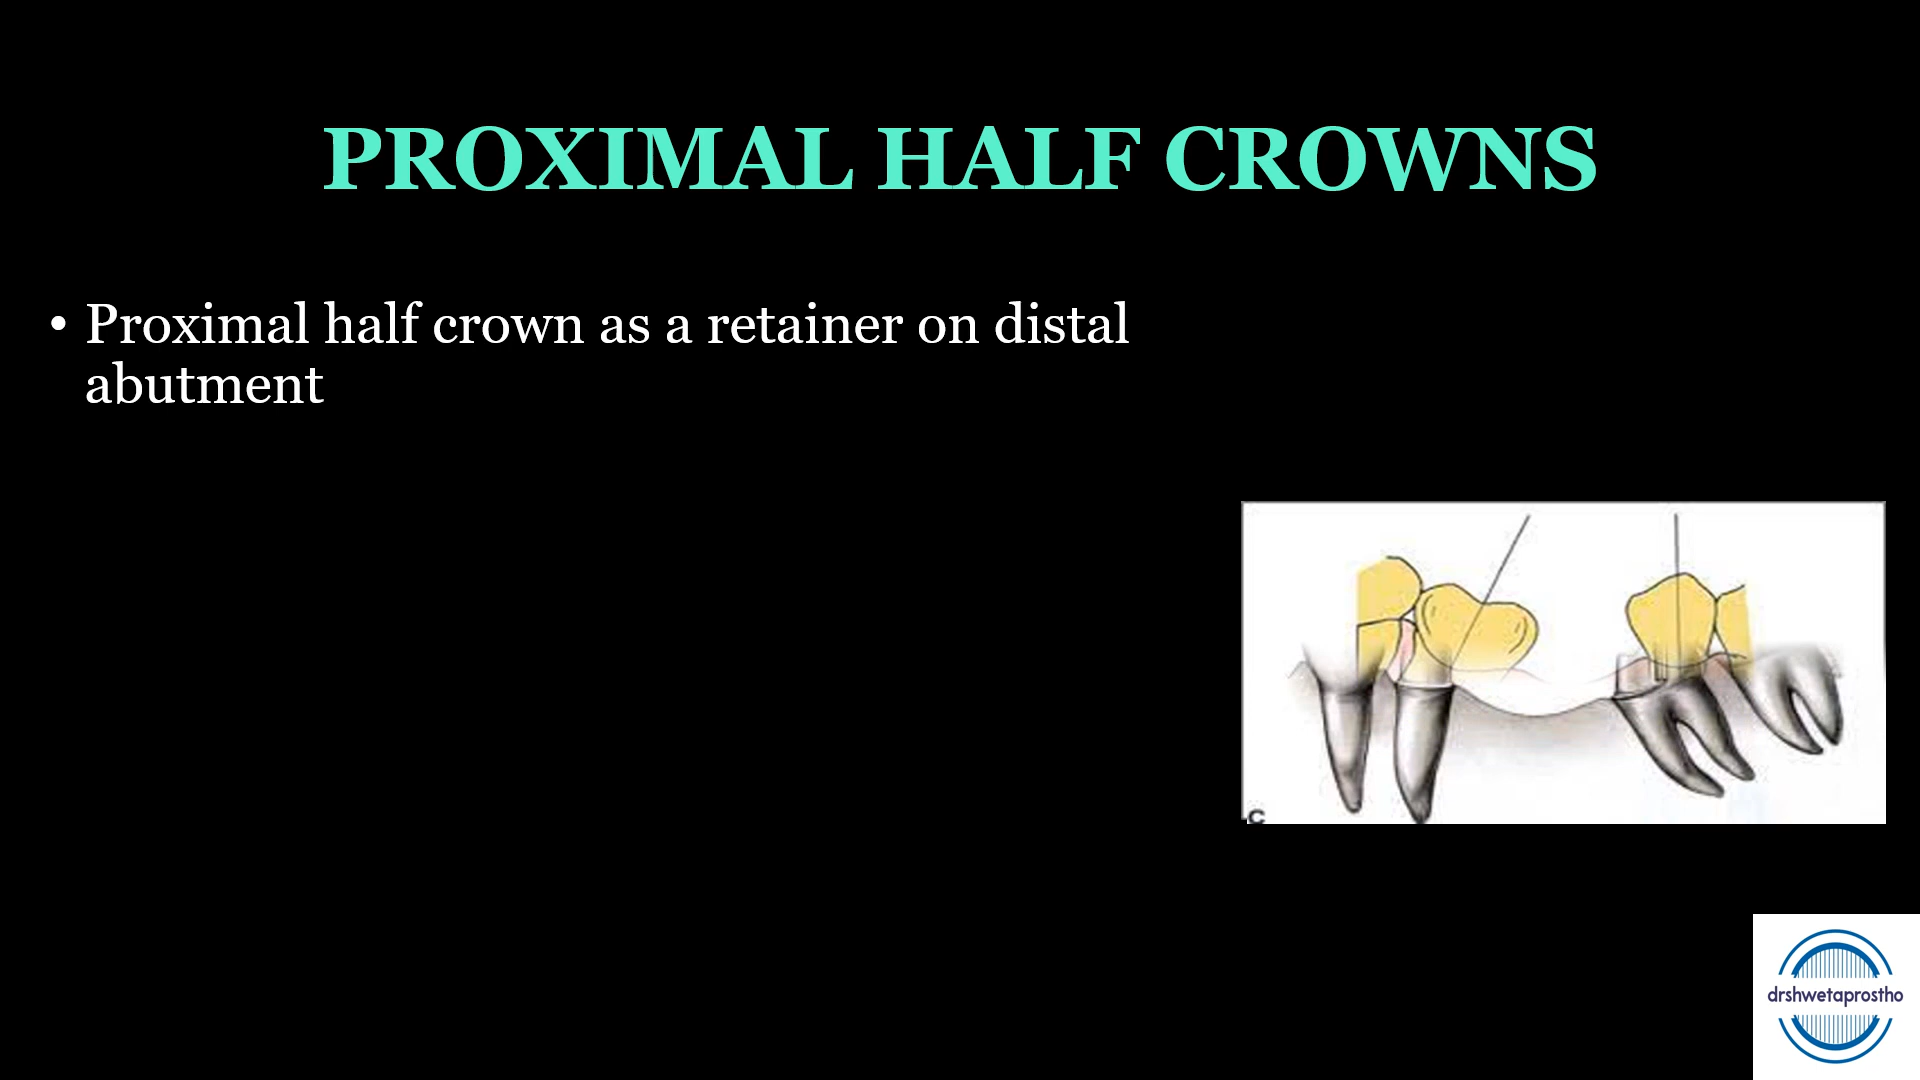 PROXIMAL HALF CROWNS
• Proximal half crown as a retainer on distal
abutment
C
drshwetaprostho